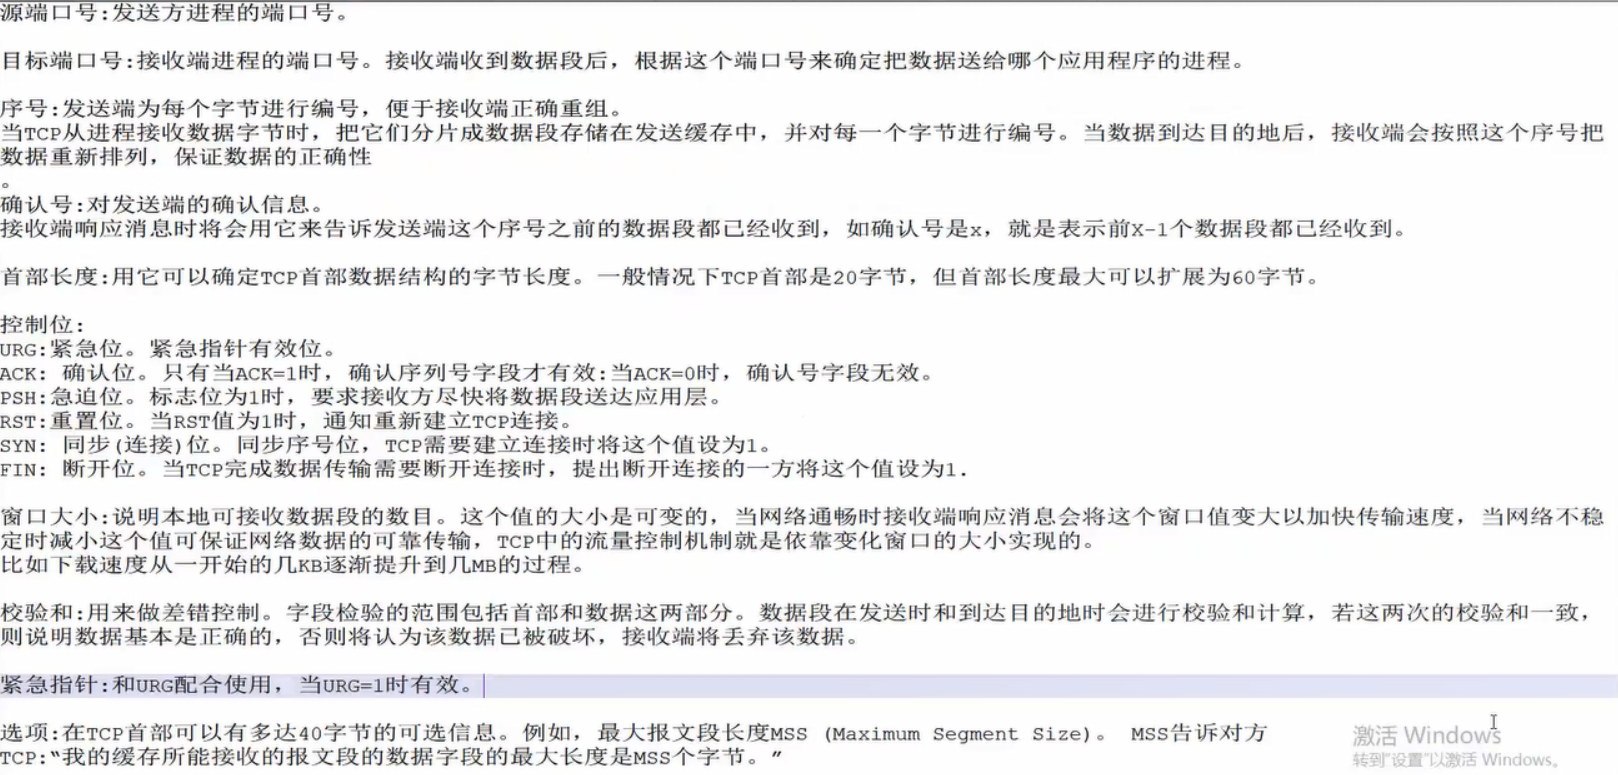 源端口号:发送方进程的端口号。
目标端口号:接收端进程的端口号。接收端收到数据段后，根据这个端口号来确定把数据送给哪个应用程序的进程。
序号:发送端为每个字节进行编号，便于接收端正确重组。
当TCP从进程接收数据字节时，把它们分片成数据段存储在发送缓存中，并对每一个字节进行编号。当数据到达目的地后，接收端会按照这个序号把
数据重新排列，保证数据的正确性
。
确认号:对发送端的确认信息。
接收端响应消息时将会用它来告诉发送端这个序号之前的数据段都已经收到，如确认号是x，就是表示前X-1个数据段都已经收到。
首部长度:用它可以确定TCP首部数据结构的字节长度。一般情况下TCP首部是20字节，但首部长度最大可以扩展为60字节。
控制位:
URG:紧急位。紧急指针有效位。
ACK: 确认位。只有当ACK=1时，确认序列号字段才有效:当ACK=0时，确认号字段无效。
PSH:急迫位。标志位为1时，要求接收方尽快将数据段送达应用层。
RST:重置位。当RST值为1时，通知重新建立TCP连接。
SYN: 同步(连接)位。同步序号位，TCP需要建立连接时将这个值设为1。
FIN: 断开位。当TCP完成数据传输需要断开连接时，提出断开连接的一方将这个值设为1.
窗口大小:说明本地可接收数据段的数目。这个值的大小是可变的，当网络通畅时接收端响应消息会将这个窗口值变大以加快传输速度，当网络不稳
定时减小这个值可保证网络数据的可靠传输，TCP中的流量控制机制就是依靠变化窗口的大小实现的。
比如下载速度从一开始的几KB逐渐提升到几MB的过程。
校验和:用来做差错控制。字段检验的范围包括首部和数据这两部分。数据段在发送时和到达目的地时会进行校验和计算，若这两次的校验和一致，
则说明数据基本是正确的，否则将认为该数据已被破坏，接收端将丢弃该数据。
紧急指针:和URG配合使用，当URG=1时有效。
选项:在TCP首部可以有多达40字节的可选信息。例如，最大报文段长度MSS (Maximum Segment Size)。 MSS告诉对方
TCP:“我的缓存所能接收的报文段的数据字段的最大长度是MSS个字节。”
激活 Windows
转到"设置"以激活 Windows。